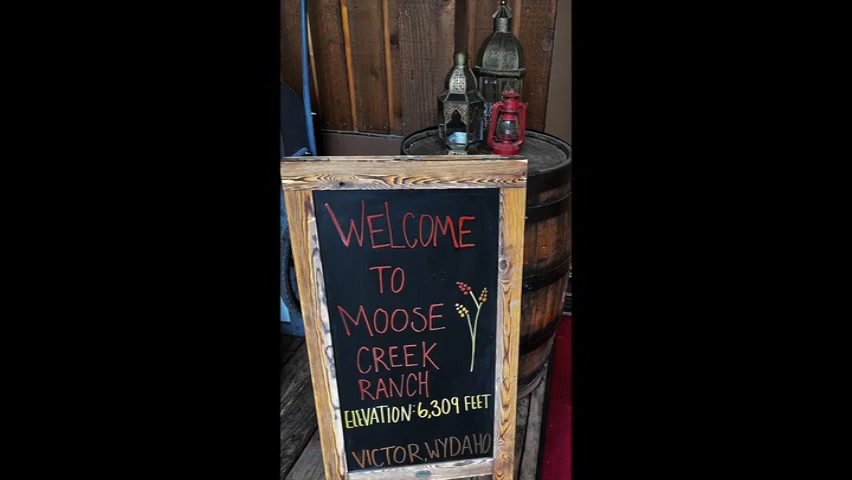 WELCOME
TO
MOOSE
CREEK
RANCH
ELEVATION: 6,309 FEET
VICTOR, WYDAHO